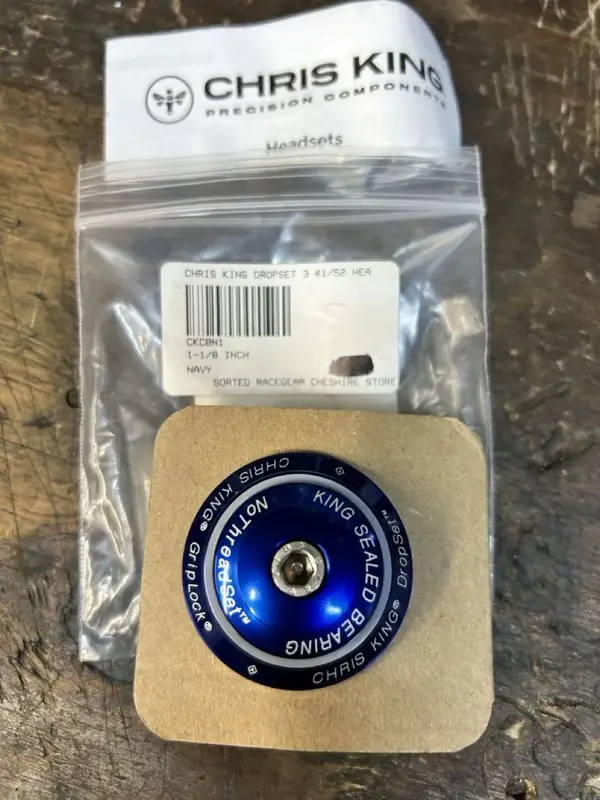 CHRIS KING
PRECISION COMPONENTS
Headsets
CHRIS KING DROPSET 3 41/52 HEA
CKCBN1
1-1/8 INCH
NAVY
SORTED RACEGEAR CHESHIRE STORE
CHRIS KING® GripLock®
CHRIS KING® DropSet™
NoThreadSet™
KING SEALED BEARING